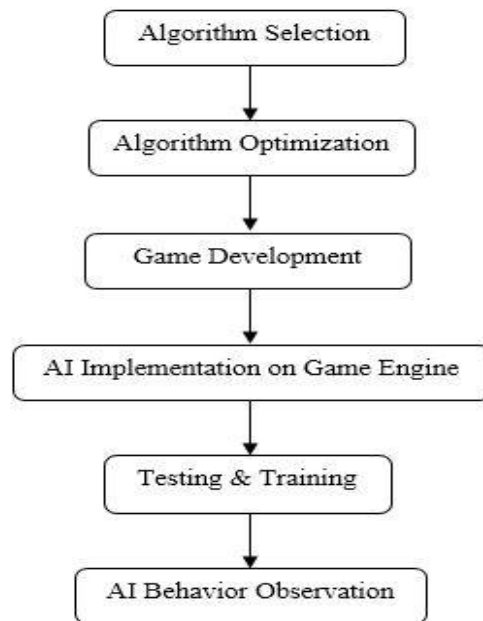 Algorithm Selection
Algorithm Optimization
Game Development
AI Implementation on Game Engine
Testing & Training
AI Behavior Observation